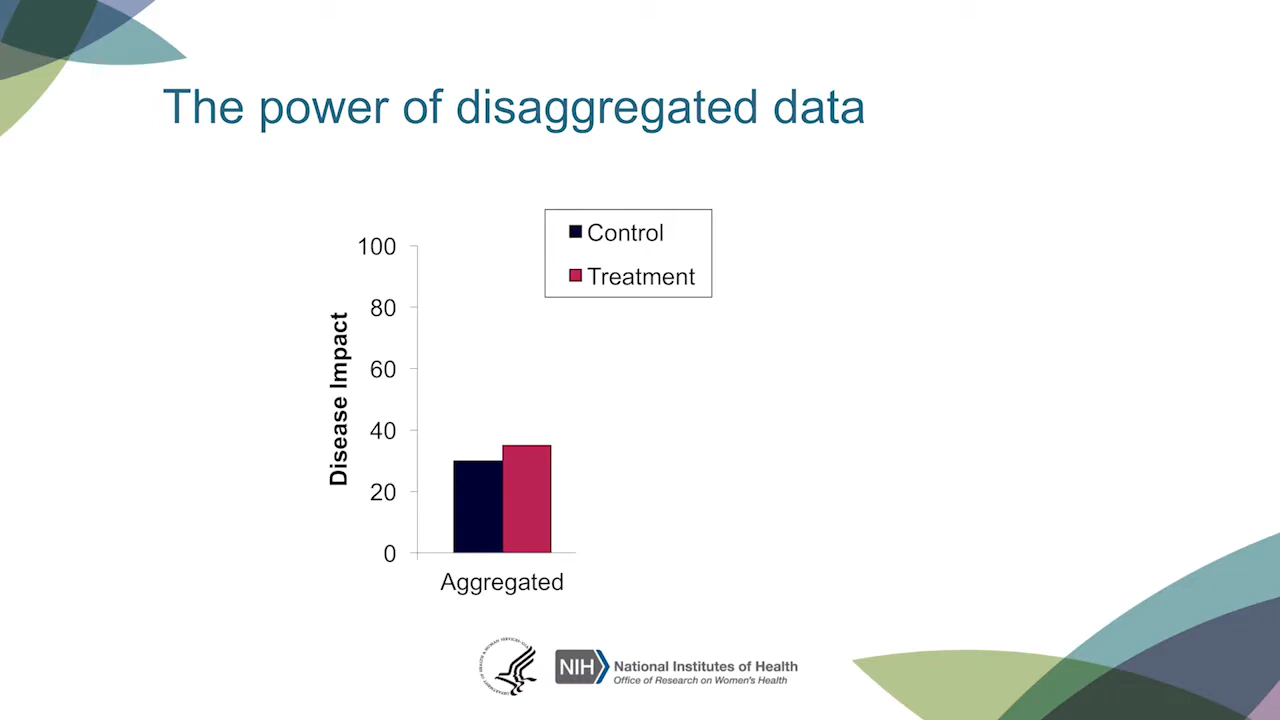 The power of disaggregated data
Control
Treatment
100
80
60
40
20
0
Disease Impact
Aggregated
NIH
National Institutes of Health
Office of Research on Women's Health